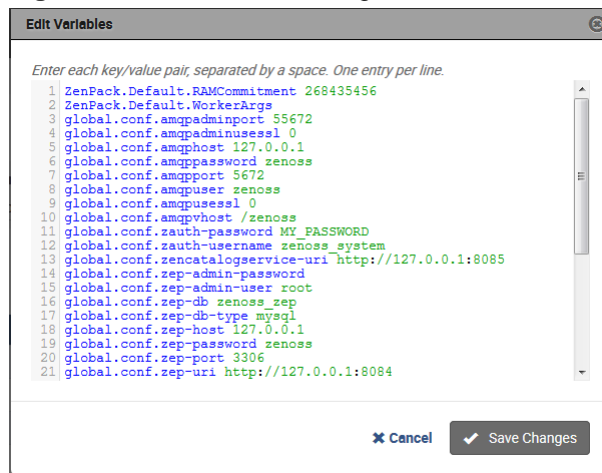 Edit Variables
Enter each key/value pair, separated by a space. One entry per line.
1 ZenPack.Default.RAMCommitment 268435456
2 ZenPack.Default.WorkerArgs
3 global.conf.amqpadminport 55672
4 global.conf.amqpadminusessl 0
5 global.conf.amqphost 127.0.0.1
6 global.conf.amqppassword zenoss
7 global.conf.amqpport 5672
8 global.conf.amqpuser zenoss
9 global.conf.amqpusessl 0
10 global.conf.amqpvhost /zenoss
11 global.conf.zauth-password MY_PASSWORD
12 global.conf.zauth-username zenoss_system
13 global.conf.zencatalogservice-uri http://127.0.0.1:8085
14 global.conf.zep-admin-password
15 global.conf.zep-admin-user root
16 global.conf.zep-db zenoss_zep
17 global.conf.zep-db-type mysql
18 global.conf.zep-host 127.0.0.1
19 global.conf.zep-password zenoss
20 global.conf.zep-port 3306
21 global.conf.zep-uri http://127.0.0.1:8084
Cancel
Save Changes